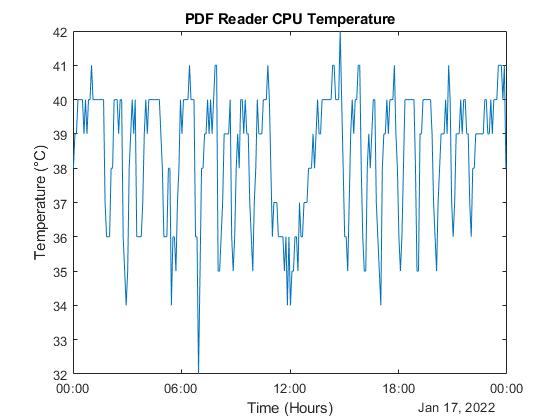 PDF Reader CPU Temperature
42
41
40
39
38
37
36
35
34
33
32
Temperature (°C)
00:00 06:00 12:00 18:00 00:00
Time (Hours)
Jan 17, 2022